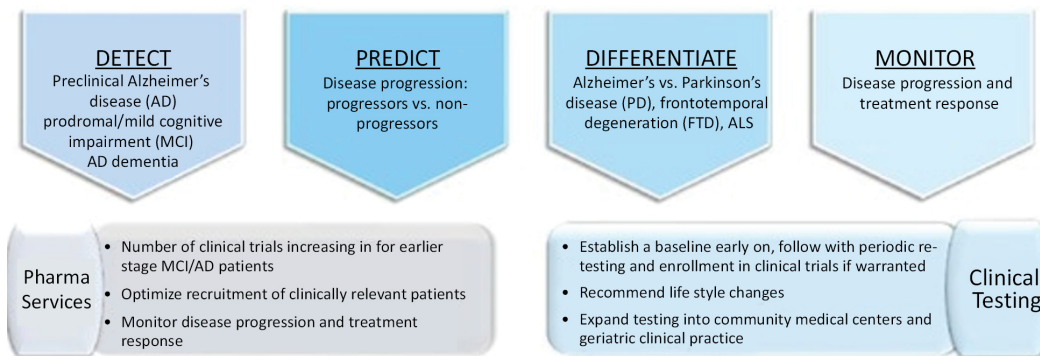 DETECT
Preclinical Alzheimer's
disease (AD)
prodromal/mild cognitive
impairment (MCI)
AD dementia
PREDICT
Disease progression:
progressors vs. non-
progressors
DIFFERENTIATE
Alzheimer's vs. Parkinson's
disease (PD), frontotemporal
degeneration (FTD), ALS
MONITOR
Disease progression and
treatment response
Pharma
Services
• Number of clinical trials increasing in for earlier
stage MCI/AD patients
• Optimize recruitment of clinically relevant patients
• Monitor disease progression and treatment
response
• Establish a baseline early on, follow with periodic re-
testing and enrollment in clinical trials if warranted
• Recommend life style changes
• Expand testing into community medical centers and
geriatric clinical practice
Clinical
Testing